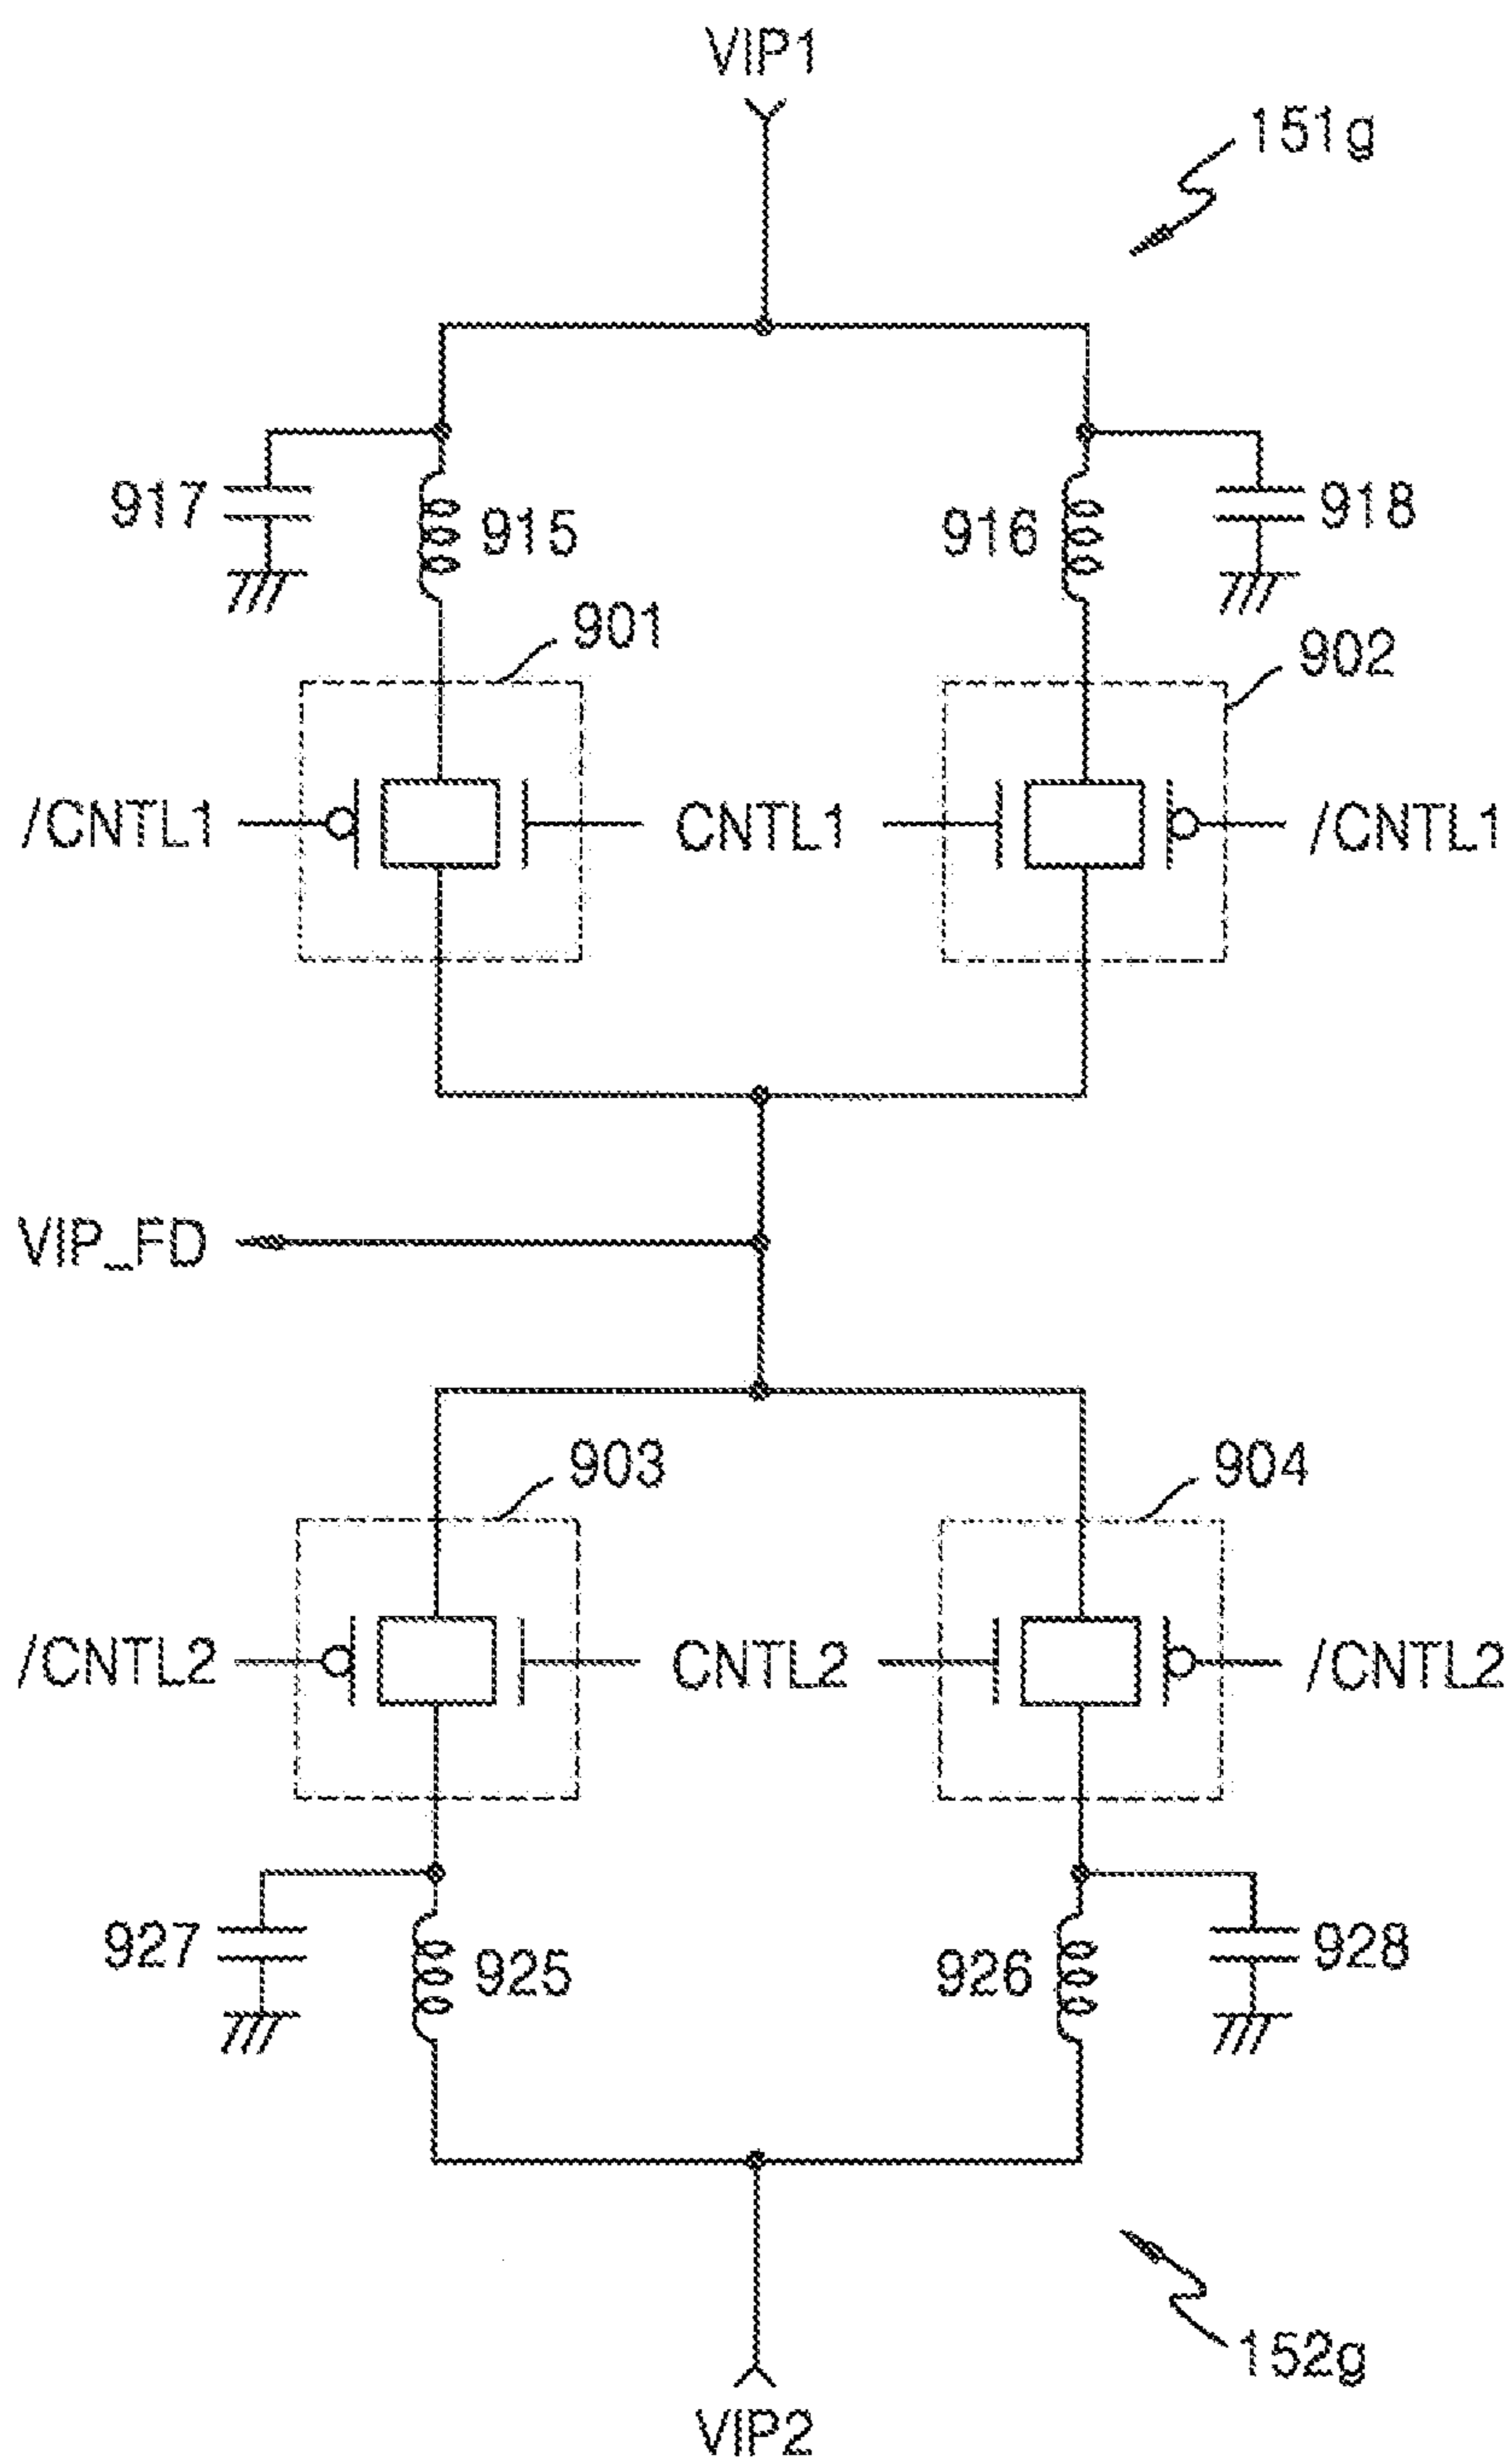 VIP1
151g
917
915
916
918
901
902
/CNTL1
CNTL1
/CNTL1
VIP_FD
903
904
/CNTL2
CNTL2
/CNTL2
927
925
926
928
152g
VIP2